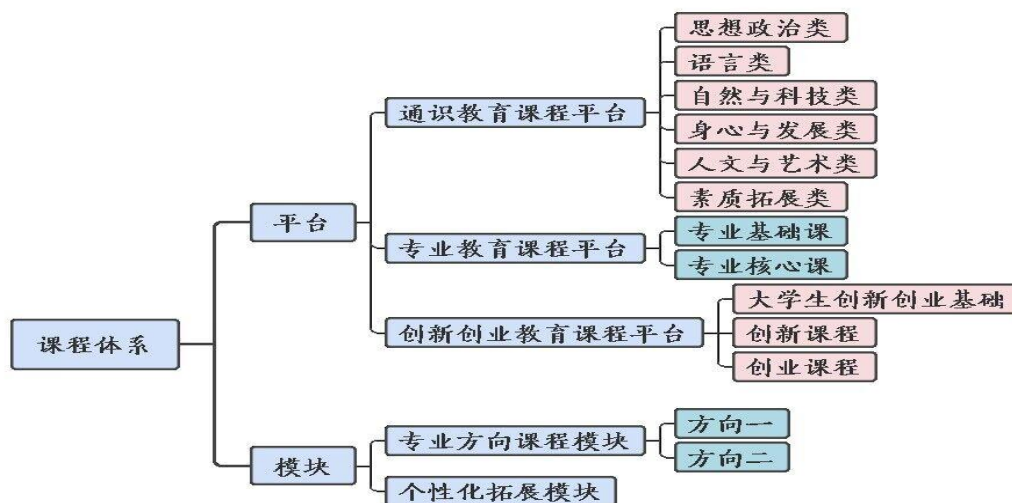 思想政治类
语言类
自然与科技类
通识教育课程平台
身心与发展类
人文与艺术类
素质拓展类
平台
专业基础课
专业教育课程平台
专业核心课
大学生创新创业基础
创新创业教育课程平台
创新课程
课程体系
创业课程
方向一
专业方向课程模块
方向二
模块
个性化拓展模块